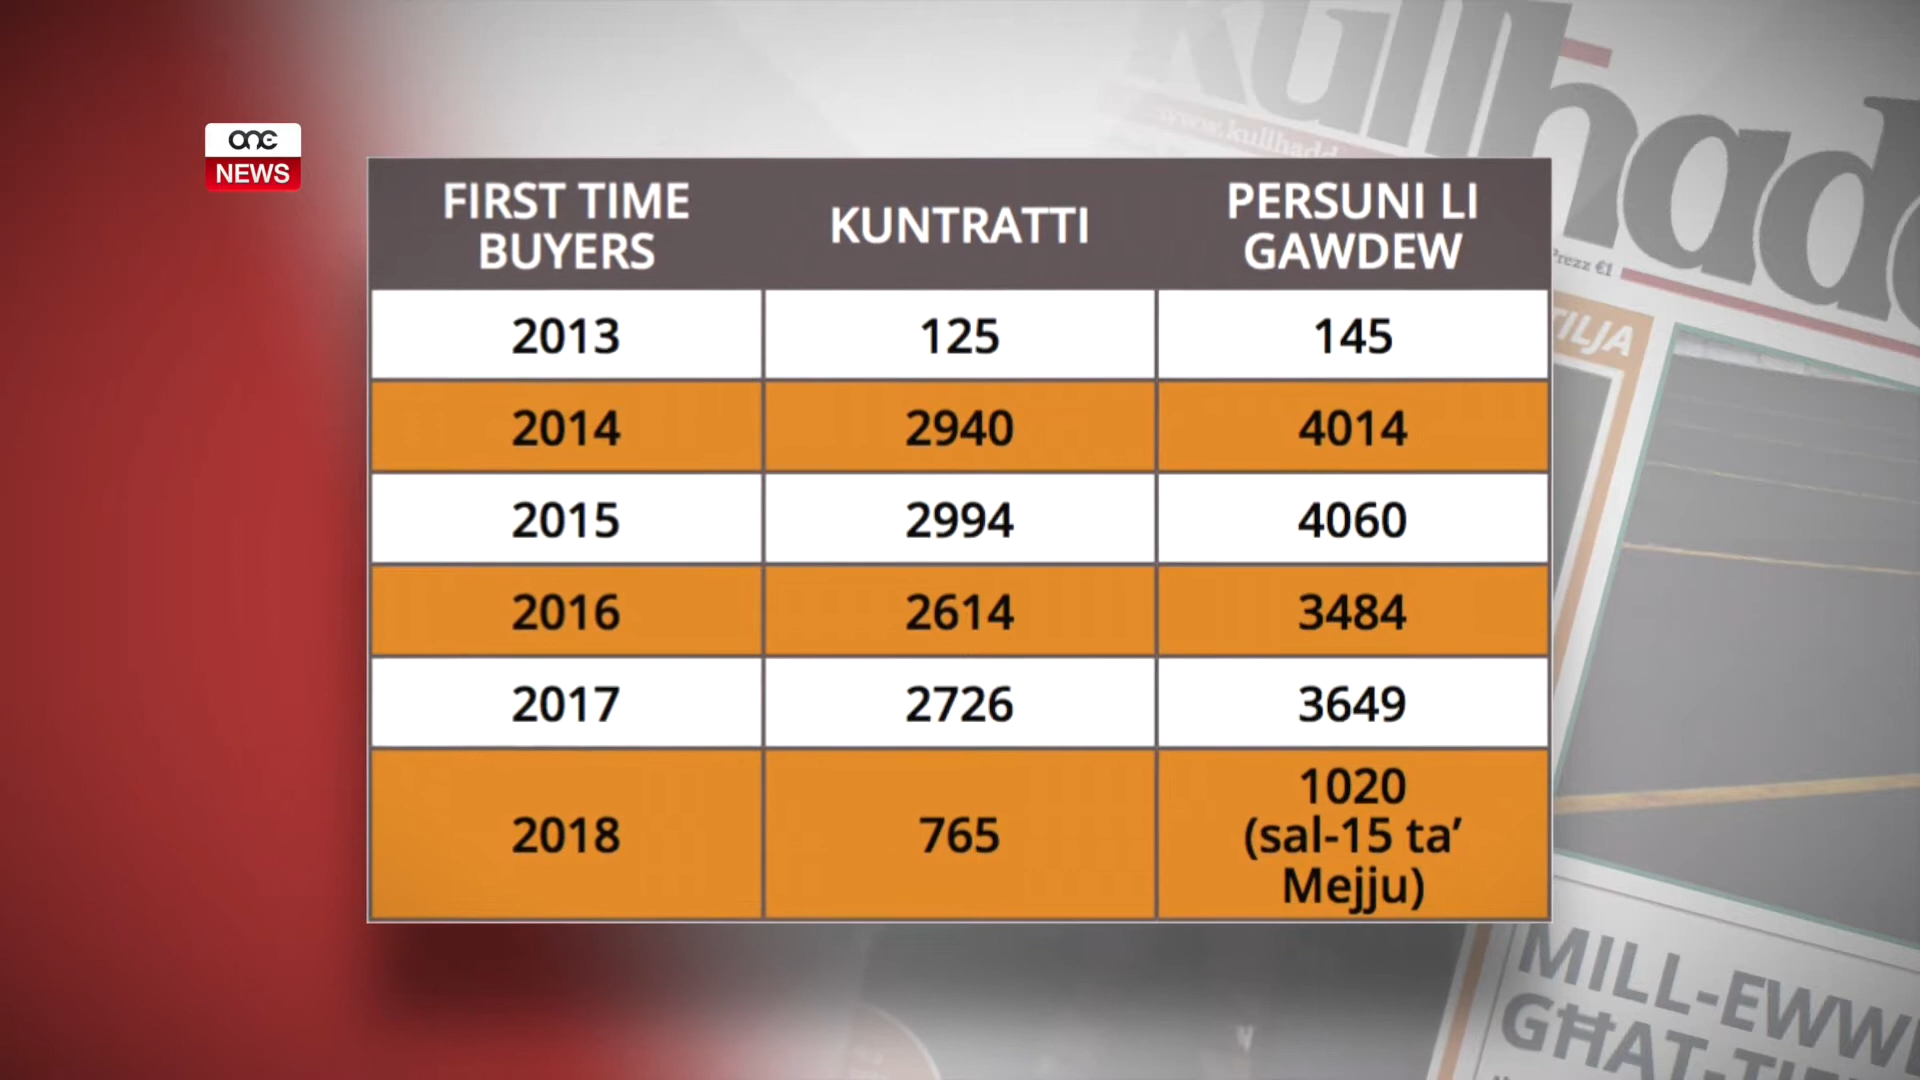 kullhadd
www.kullhadd
one
NEWS
FIRST TIME
BUYERS
KUNTRATTI
PERSUNI LI
GAWDEW
Prezz €1
2013
125
145
2014
2940
4014
2015
2994
4060
2016
2614
3484
2017
2726
3649
2018
765
1020
(sal-15 ta’
Mejju)
MILL-EWW
GĦAT-TI